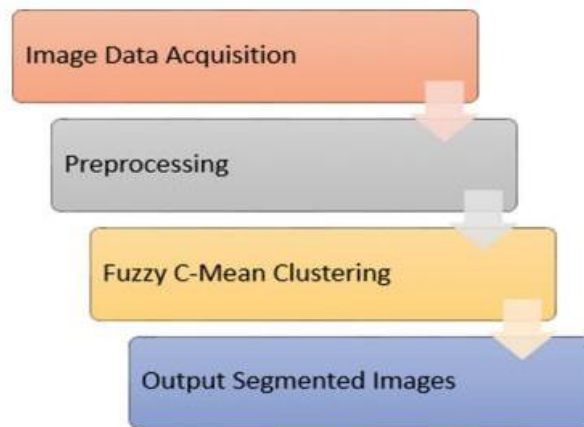 Image Data Acquisition
Preprocessing
Fuzzy C-Mean Clustering
Output Segmented Images